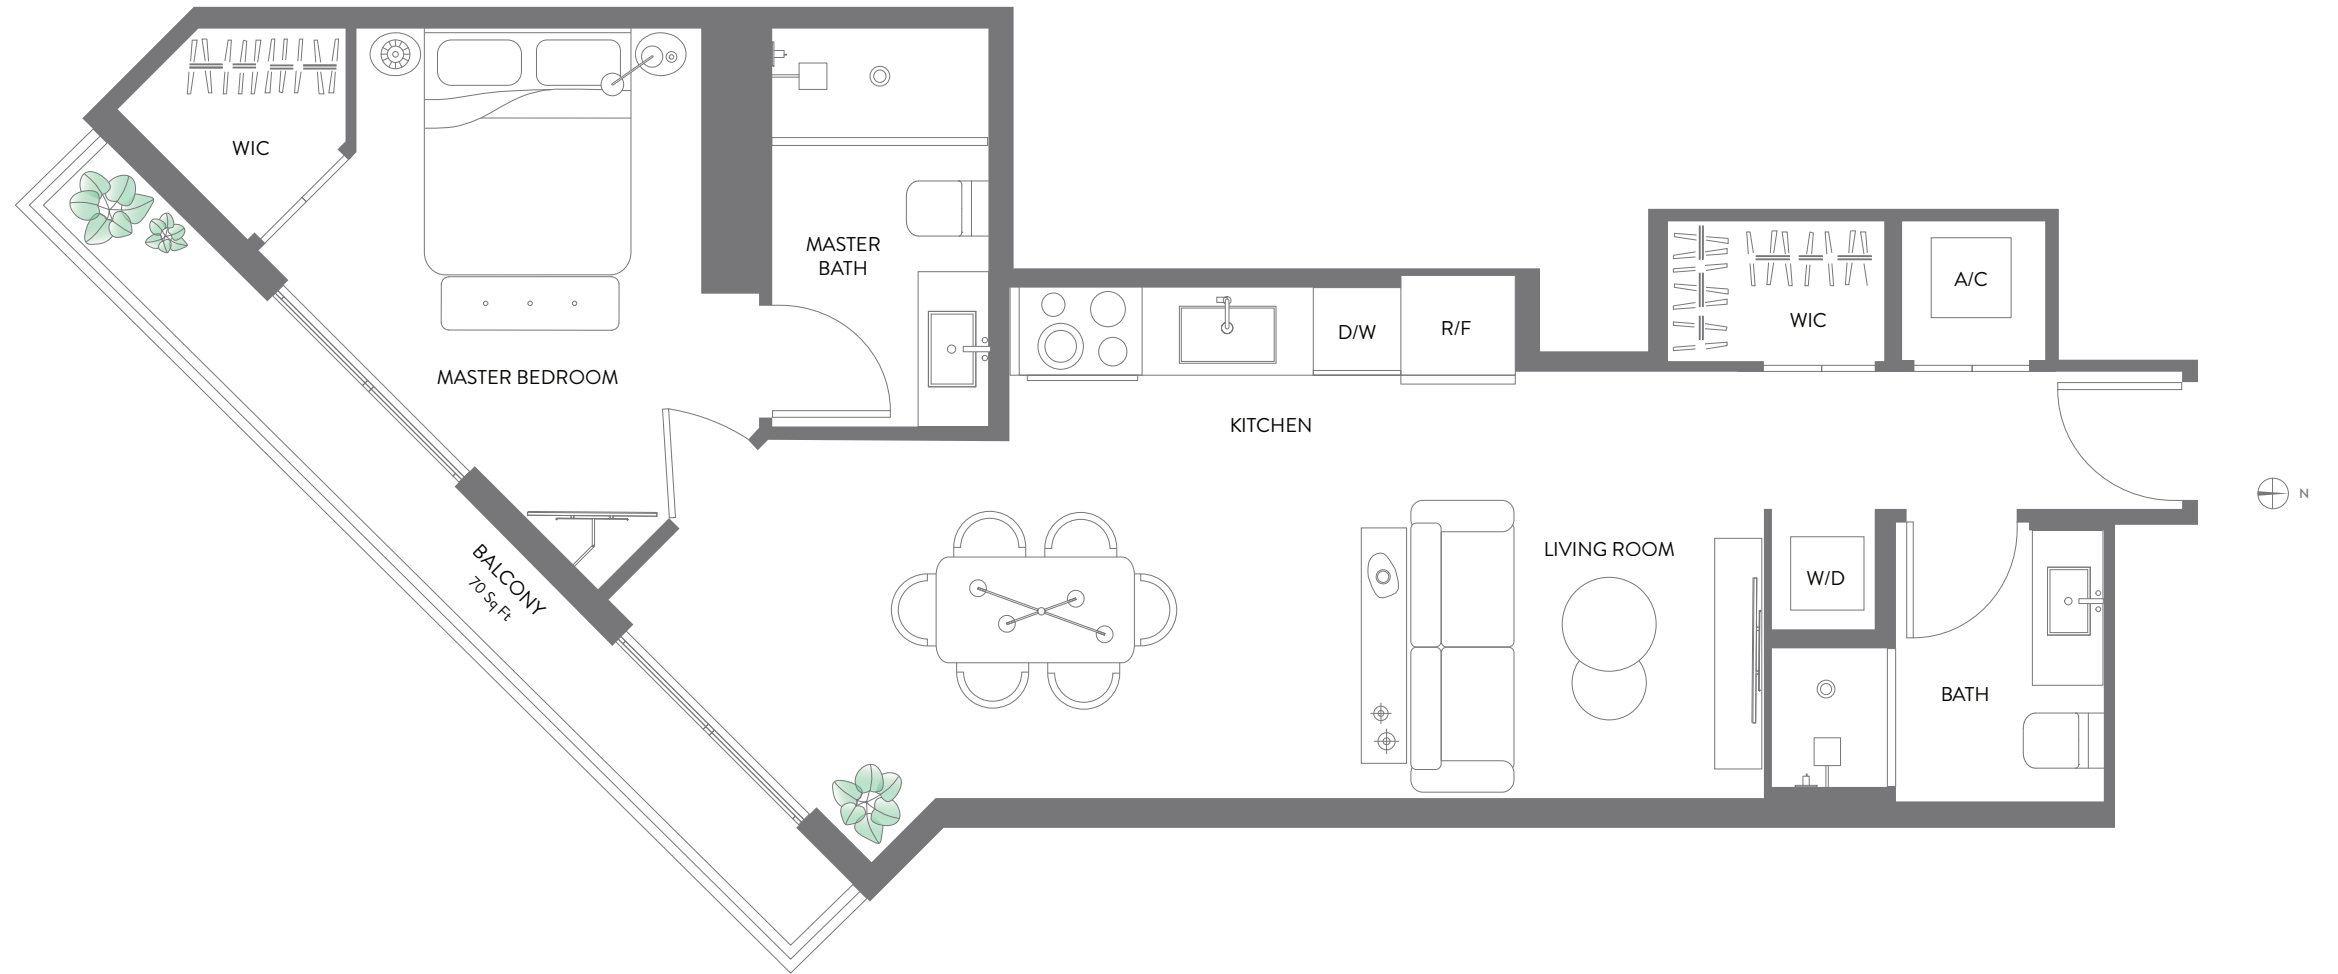 WIC
MASTER
BATH
MASTER BEDROOM
D/W
R/F
KITCHEN
WIC
A/C
N
LIVING ROOM
W/D
BATH
BALCONY
70 Sq Ft